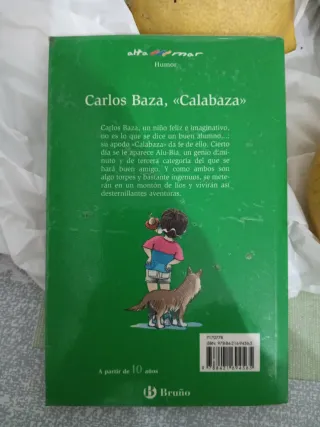 alta mar
Humor
Carlos Baza, «Calabaza»
Carlos Baza, un niño feliz e imaginativo,
no es lo que se dice un buen alumno...;
su apodo «Calabaza» da fe de ello. Cierto
día se le aparece Alu-Bia, un genio dimi-
nuto y de tercera categoría del que se
hará buen amigo. Y como ambos son
algo torpes y bastante ingenuos, se mete-
rán en un montón de líos y vivirán así
desternillantes aventuras.
A partir de 10 años
Bruño